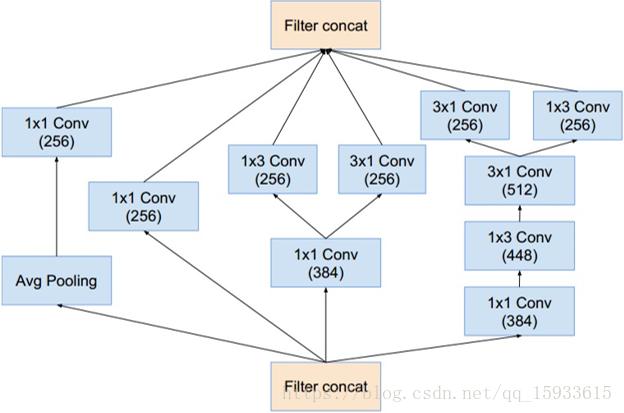 Filter concat
3x1 Conv
(256)
1x3 Conv
(256)
1x1 Conv
(256)
1x3 Conv
(256)
3x1 Conv
(256)
3x1 Conv
(512)
1x1 Conv
(256)
1x3 Conv
(448)
1x1 Conv
(384)
Avg Pooling
1x1 Conv
(384)
Filter concat
https://blog.csdn.net/qq_15933615